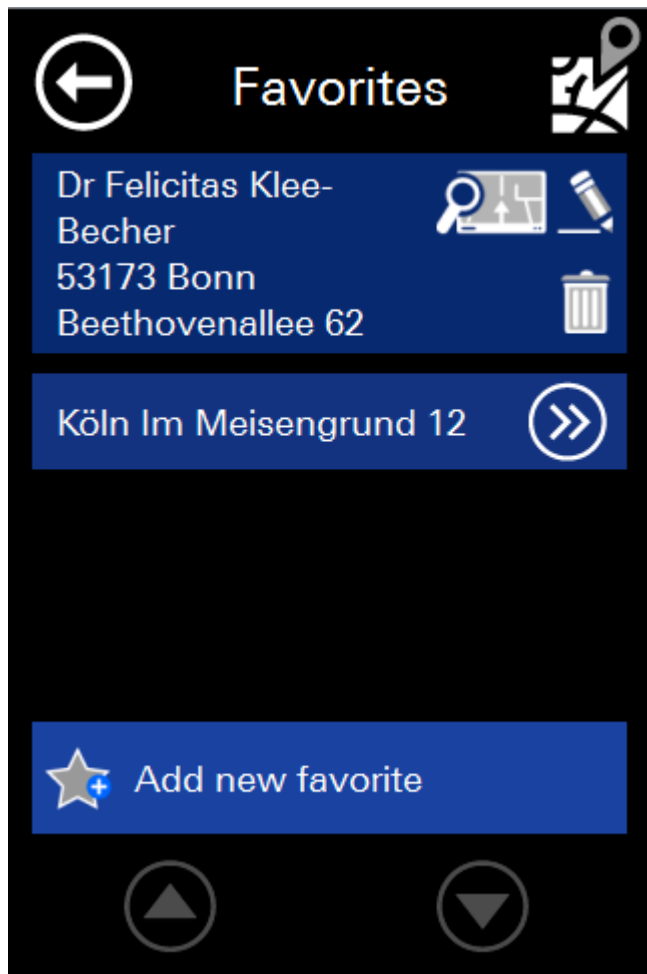 Favorites
Dr Felicitas Klee-
Becher
53173 Bonn
Beethovenallee 62
Köln Im Meisengrund 12
Add new favorite